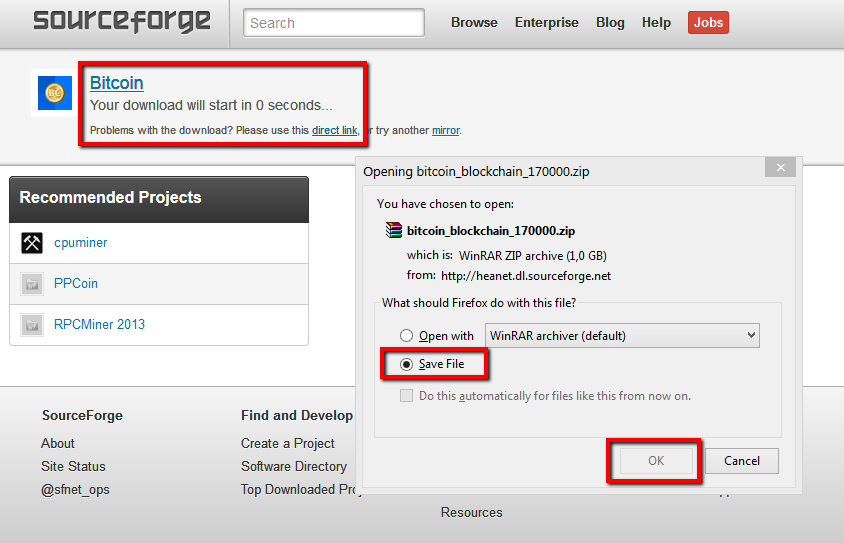 sourceforge
Search
Browse Enterprise Blog Help Jobs
Bitcoin
Your download will start in 0 seconds...
Problems with the download? Please use this direct link, or try another mirror.
Recommended Projects
cpuminer
PPCoin
RPCMiner 2013
Opening bitcoin_blockchain_170000.zip
You have chosen to open:
bitcoin_blockchain_170000.zip
which is: WinRAR ZIP archive (1,0 GB)
from: http://heanet.dl.sourceforge.net
What should Firefox do with this file?
Open with WinRAR archiver (default)
Save File
Do this automatically for files like this from now on.
OK Cancel
SourceForge
About
Site Status
@sfnet_ops
Find and Develop
Create a Project
Software Directory
Top Downloaded
Resources